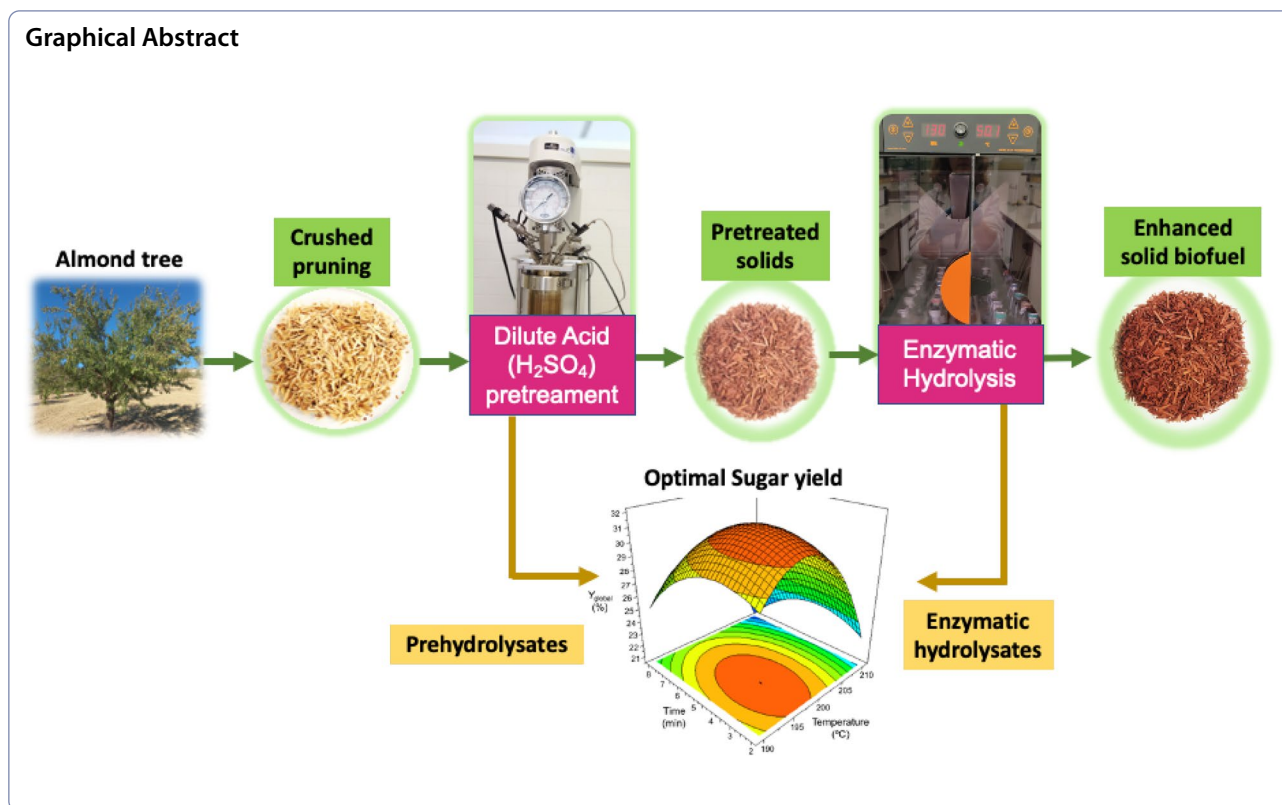 Graphical Abstract
Almond tree
Crushed
pruning
Dilute Acid
(H₂SO₄)
pretreament
Pretreated
solids
Enzymatic
Hydrolysis
Enhanced
solid biofuel
Optimal Sugar yield
Prehydrolysates
Enzymatic
hydrolysates
32
31
30
29
28
27
26
25
24
23
22
21
Yglobal
(%)
8
7
6
5
4
3
2
Time
(min)
190
195
200
205
210
Temperature
(ºC)